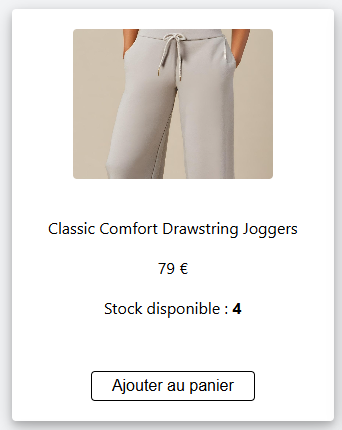 Classic Comfort Drawstring Joggers
79 €
Stock disponible : 4
Ajouter au panier